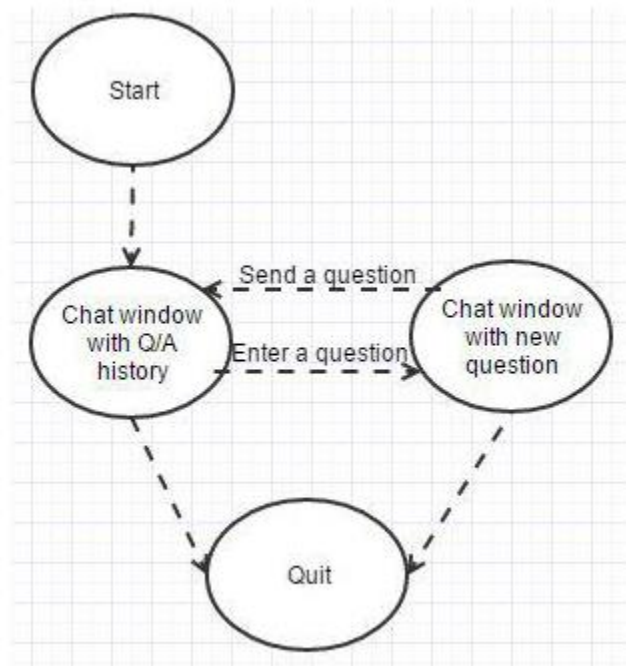 Start
Send a question
Chat window
with Q/A
history
Enter a question
Chat window
with new
question
Quit